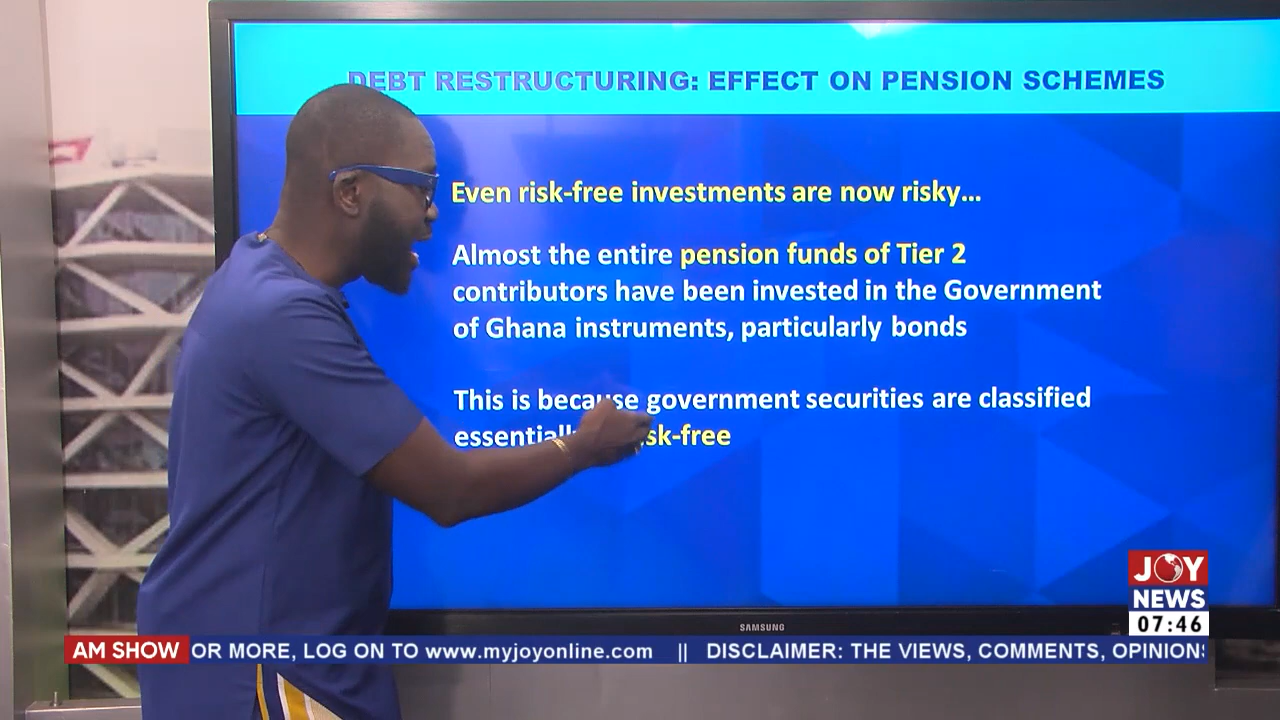 DEBT RESTRUCTURING: EFFECT ON PENSION SCHEMES
Even risk-free investments are now risky...
Almost the entire pension funds of Tier 2
contributors have been invested in the Government
of Ghana instruments, particularly bonds
This is because government securities are classified
sk-free
SAMSUNG
JOY
NEWS
07:46
AM SHOW OR MORE, LOG ON TO www.myjoyonline.com || DISCLAIMER: THE VIEWS, COMMENTS, OPINION